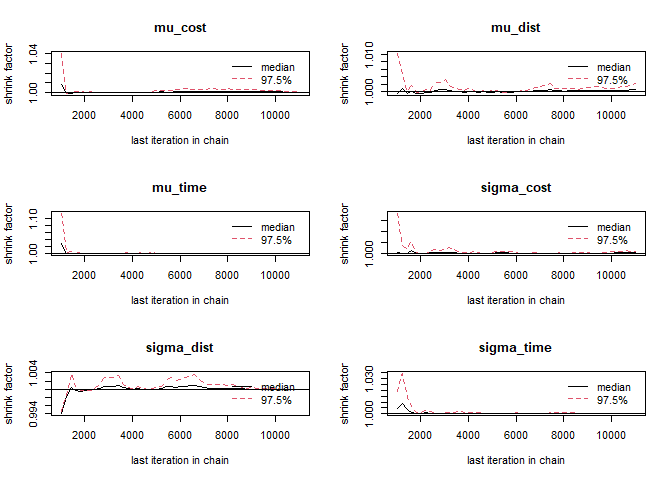 mu_cost
shrink factor
1.00 1.04
median
97.5%
2000 4000 6000 8000 10000
last iteration in chain
mu_dist
shrink factor
1.000 1.010
median
97.5%
2000 4000 6000 8000 10000
last iteration in chain
mu_time
shrink factor
1.00 1.10
median
97.5%
2000 4000 6000 8000 10000
last iteration in chain
sigma_cost
shrink factor
1.000
median
97.5%
2000 4000 6000 8000 10000
last iteration in chain
sigma_dist
shrink factor
0.994 1.004
median
97.5%
2000 4000 6000 8000 10000
last iteration in chain
sigma_time
shrink factor
1.000 1.030
median
97.5%
2000 4000 6000 8000 10000
last iteration in chain